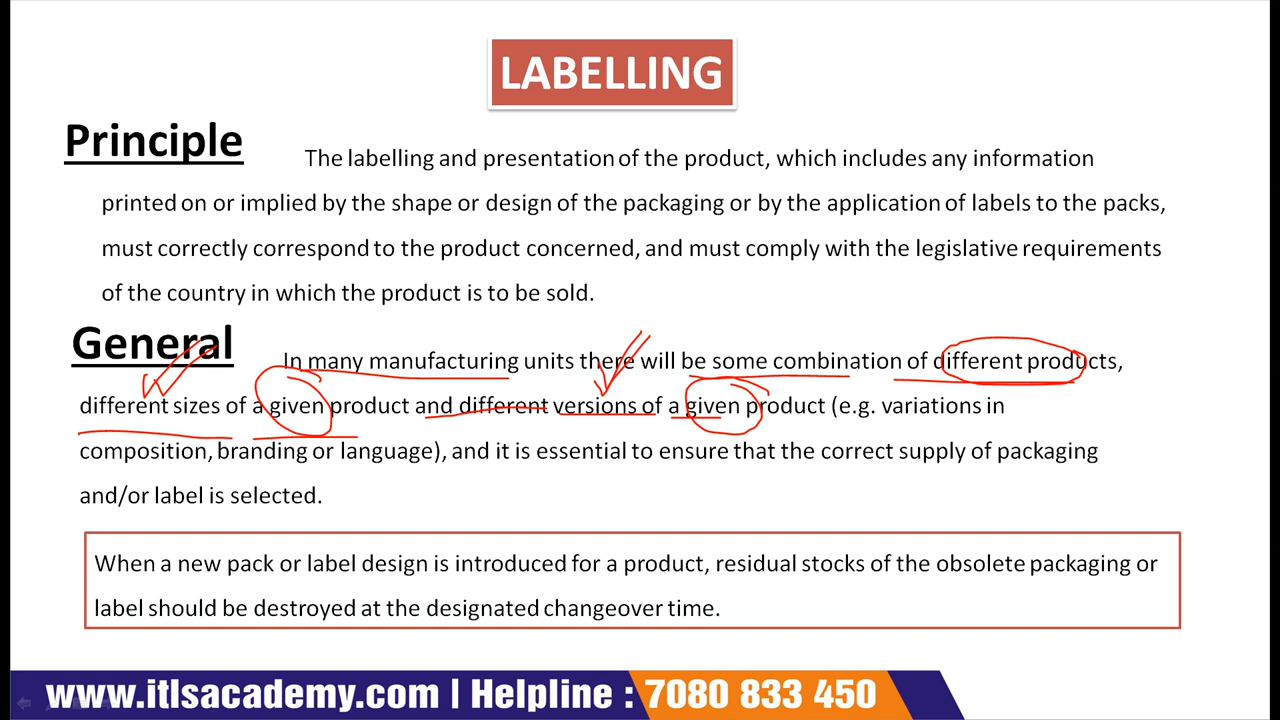 LABELLING
Principle
The labelling and presentation of the product, which includes any information
printed on or implied by the shape or design of the packaging or by the application of labels to the packs,
must correctly correspond to the product concerned, and must comply with the legislative requirements
of the country in which the product is to be sold.
General
In many manufacturing units there will be some combination of different products,
different sizes of a given product and different versions of a given product (e.g. variations in
composition, branding or language), and it is essential to ensure that the correct supply of packaging
and/or label is selected.
When a new pack or label design is introduced for a product, residual stocks of the obsolete packaging or
label should be destroyed at the designated changeover time.
www.itlsacademy.com | Helpline : 7080 833 450